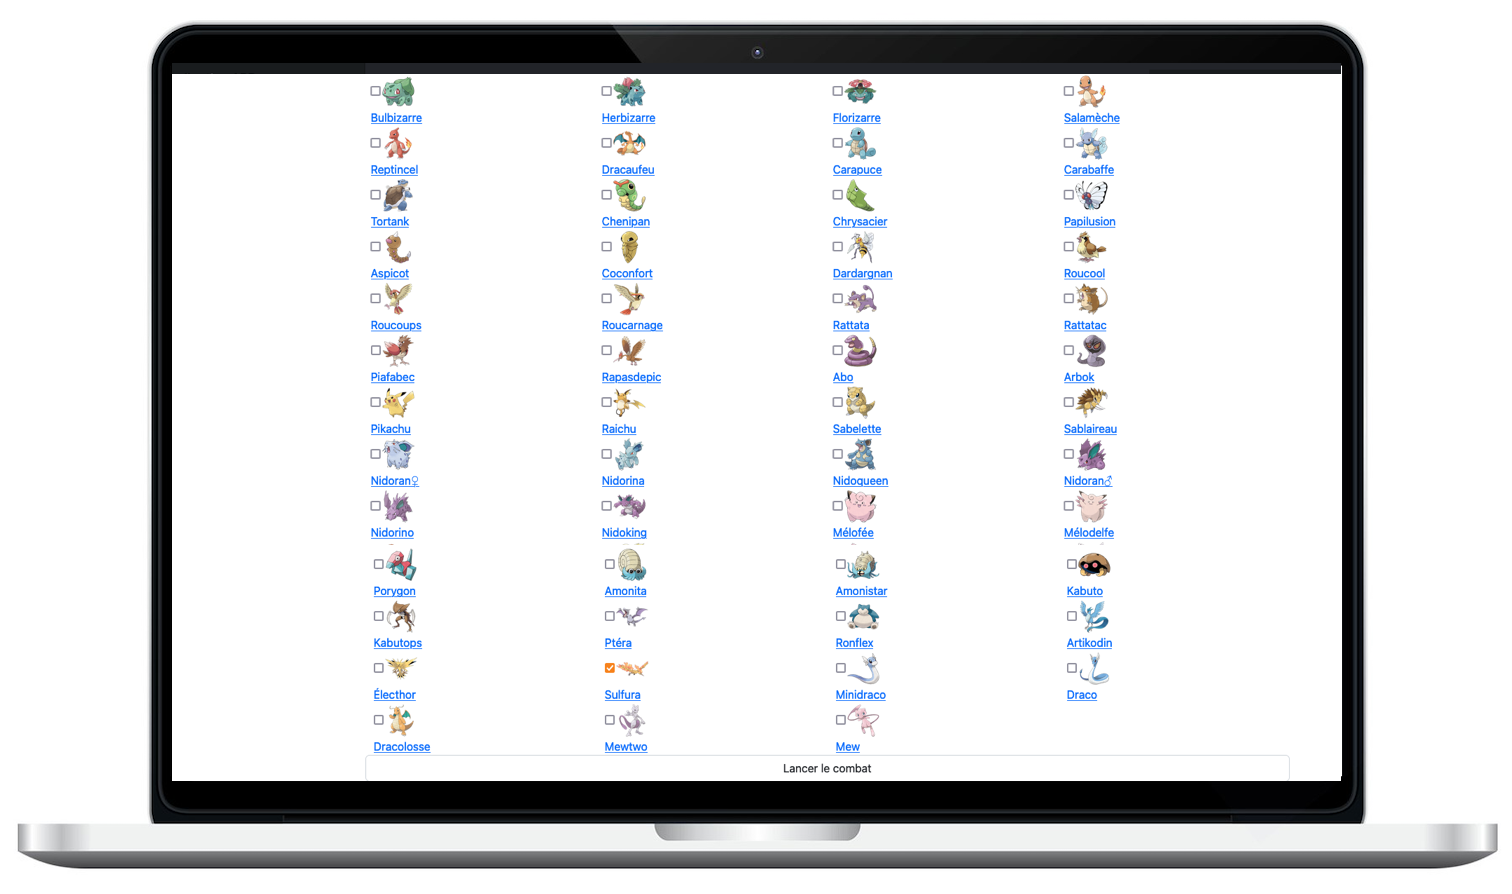 Bulbizarre Herbizarre Florizarre Salamèche
Reptincel Dracaufeu Carapuce Carabaffe
Tortank Chenipan Chrysacier Papilusion
Aspicot Coconfort Dardargnan Roucool
Roucoups Roucarnage Rattata Rattatac
Piafabec Rapasdepic Abo Arbok
Pikachu Raichu Sabelette Sablaireau
Nidoran♀ Nidorina Nidoqueen Nidoran♂
Nidorino Nidoking Mélofée Mélodelfe
Porygon Amonita Amonistar Kabuto
Kabutops Ptéra Ronflex Artikodin
Électhor Sulfura Minidraco Draco
Dracolosse Mewtwo Mew
Lancer le combat